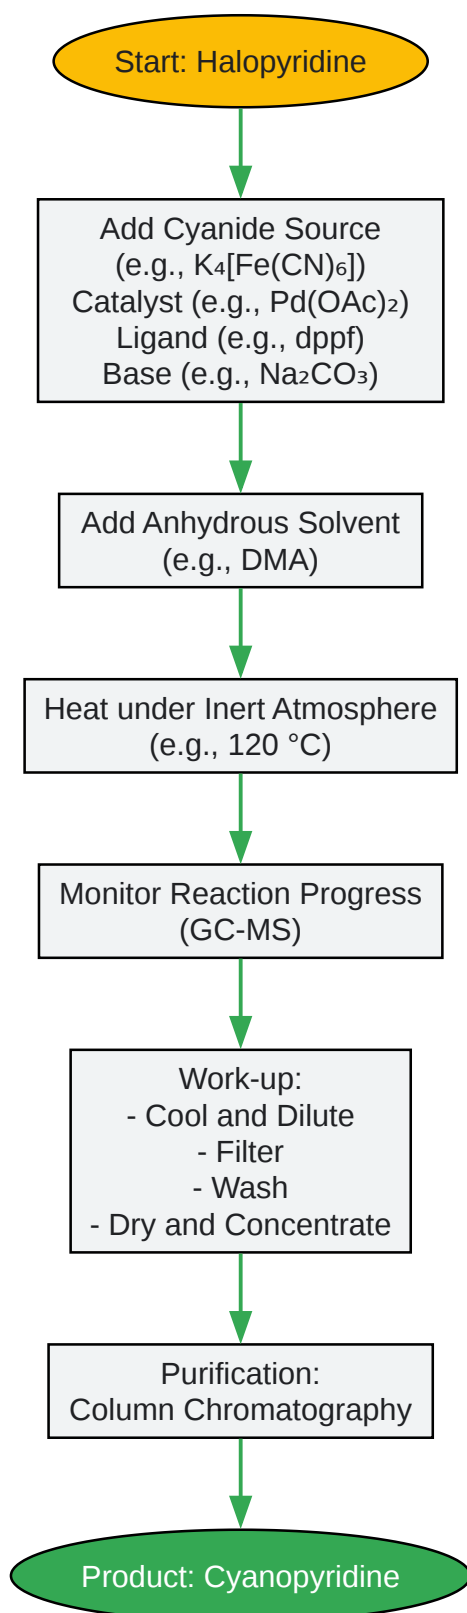 Start: Halopyridine
Add Cyanide Source
(e.g., K₄[Fe(CN)₆])
Catalyst (e.g., Pd(OAc)₂)
Ligand (e.g., dppf)
Base (e.g., Na₂CO₃)
Add Anhydrous Solvent
(e.g., DMA)
Heat under Inert Atmosphere
(e.g., 120 °C)
Monitor Reaction Progress
(GC-MS)
Work-up:
- Cool and Dilute
- Filter
- Wash
- Dry and Concentrate
Purification:
Column Chromatography
Product: Cyanopyridine